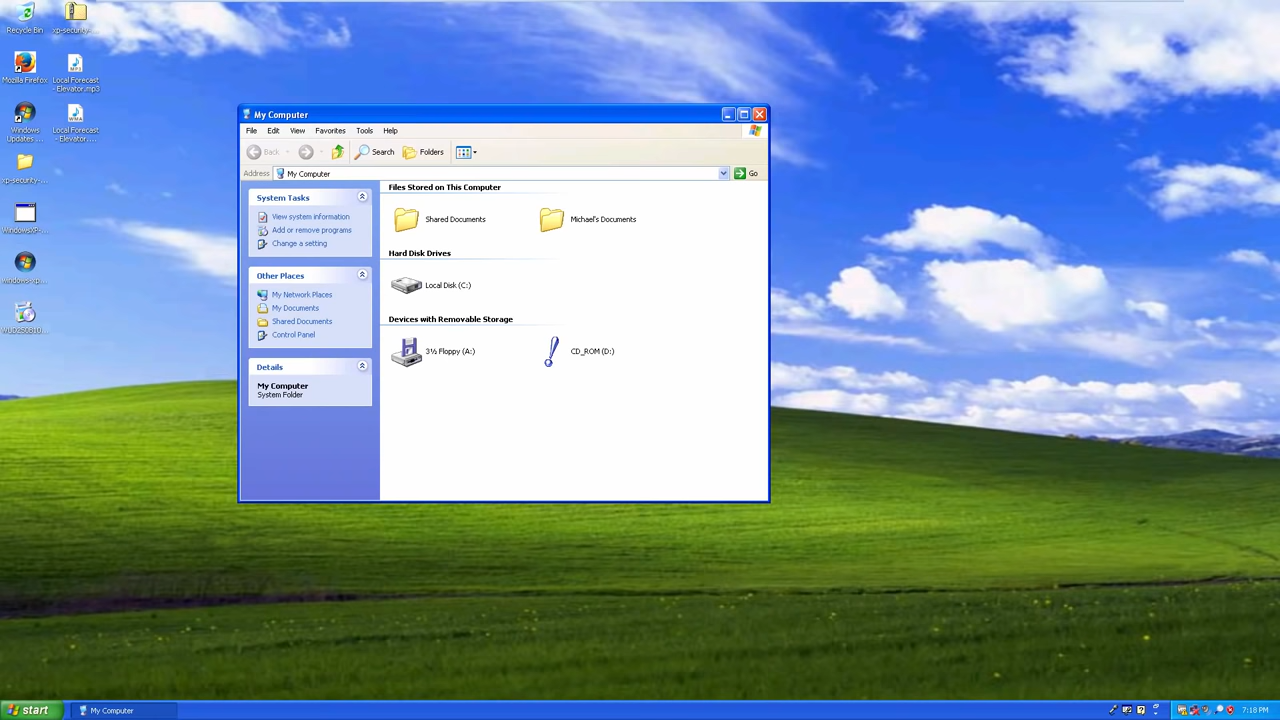 Recycle Bin
xp-security-...
Mozilla Firefox
Local Forecast
- Elevator.mp3
Windows
Updates ...
Local Forecast
- Elevator....
xp-security-...
WindowsXP-...
windows-xp...
My Computer
File Edit View Favorites Tools Help
Back Search Folders
Address My Computer Go
System Tasks
View system information
Add or remove programs
Change a setting
Other Places
My Network Places
My Documents
Shared Documents
Control Panel
Details
My Computer
System Folder
Files Stored on This Computer
Shared Documents Michael's Documents
Hard Disk Drives
Local Disk (C:)
Devices with Removable Storage
3½ Floppy (A:) CD_ROM (D:)
start My Computer 7:18 PM